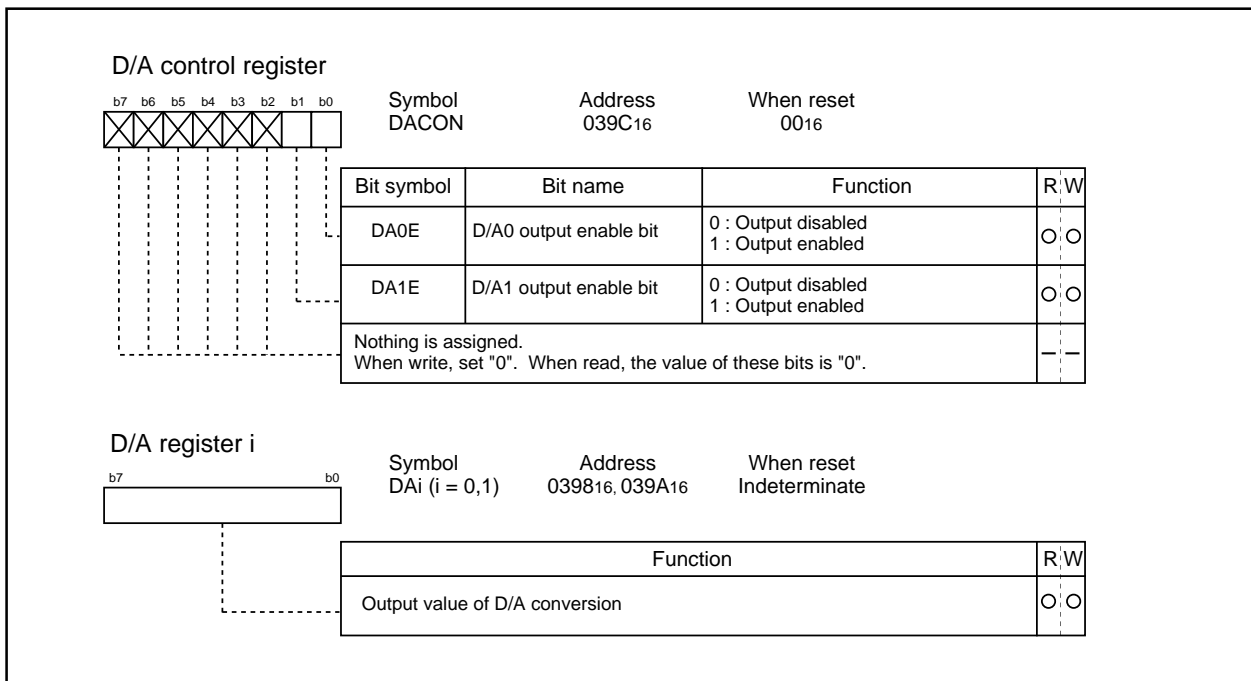 D/A control register
b7 b6 b5 b4 b3 b2 b1 b0
Symbol Address When reset
DACON 039C16 0016
Bit symbol Bit name Function R W
DA0E D/A0 output enable bit 0 : Output disabled
1 : Output enabled
DA1E D/A1 output enable bit 0 : Output disabled
1 : Output enabled
Nothing is assigned.
When write, set "0". When read, the value of these bits is "0".
D/A register i
b7 b0
Symbol Address When reset
DAi (i = 0,1) 039816, 039A16 Indeterminate
Function R W
Output value of D/A conversion